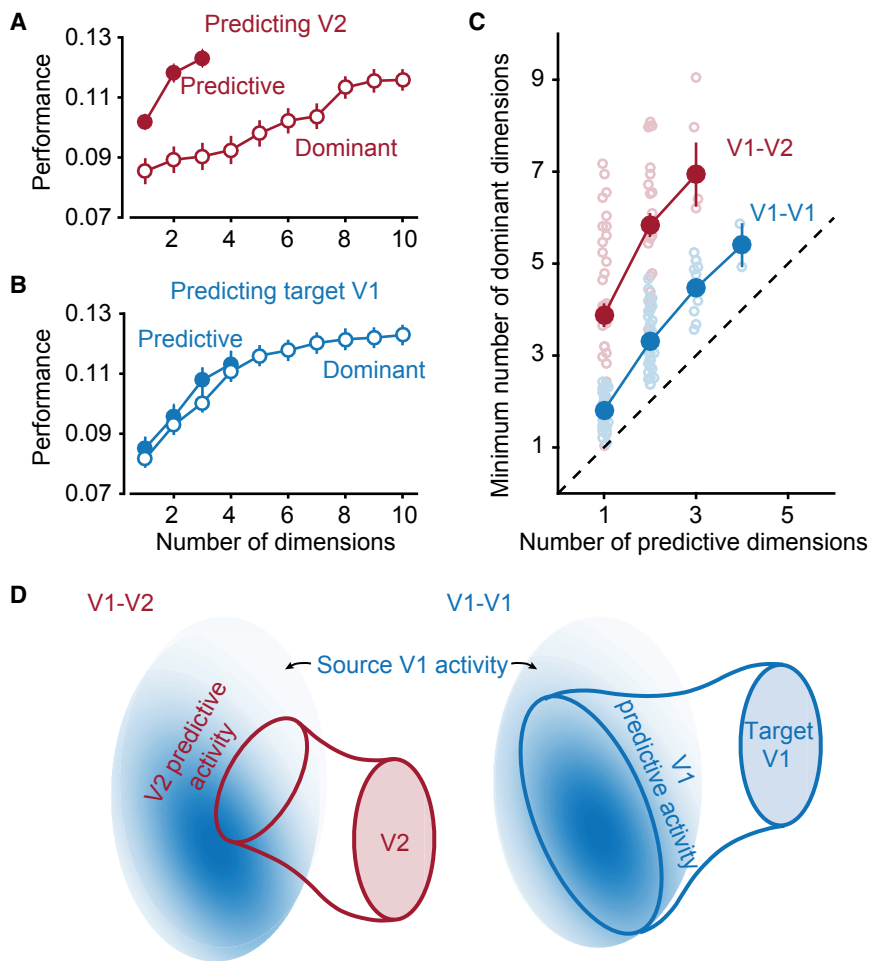 A
Predicting V2
0.13
0.11
0.09
0.07
Performance
Predictive
Dominant
2
4
6
8
10
B
Predicting target V1
0.13
0.11
0.09
0.07
Performance
Predictive
Dominant
2
4
6
8
10
Number of dimensions
C
9
7
5
3
1
Minimum number of dominant dimensions
V1-V2
V1-V1
1
3
5
Number of predictive dimensions
D
V1-V2
V1-V1
Source V1 activity
V2 predictive
activity
V2
V1
predictive activity
Target
V1